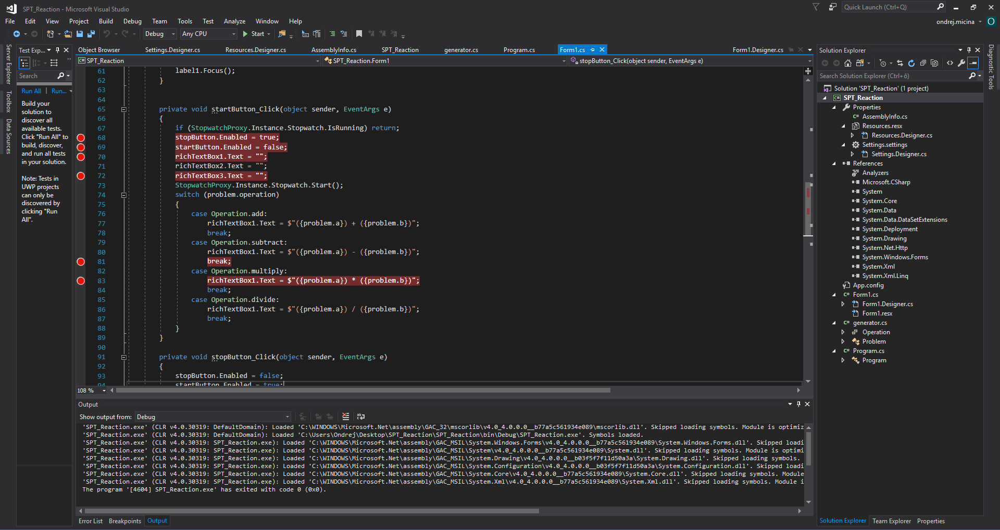 SPT_Reaction - Microsoft Visual Studio
Quick Launch (Ctrl+Q)
File Edit View Project Build Debug Team Tools Test Analyze Window Help
ondrej.micina
O
Debug Any CPU Start
Server Explorer
Toolbox
Data Sources
Test Exp...
Search
Run All | Run...
Build your
solution to
discover all
available tests.
Click "Run All" to
build, discover,
and run all tests
in your solution.
Note: Tests in
UWP projects
can only be
discovered by
clicking "Run
All".
Object Browser Settings.Designer.cs Resources.Designer.cs AssemblyInfo.cs SPT_Reaction generator.cs Program.cs Form1.cs Form1.Designer.cs
C# SPT_Reaction SPT_Reaction.Form1 stopButton_Click(object sender, EventArgs e)
61 label1.Focus();
62 }
63
64
65 private void startButton_Click(object sender, EventArgs e)
66 {
67 if (StopwatchProxy.Instance.Stopwatch.IsRunning) return;
68 stopButton.Enabled = true;
69 startButton.Enabled = false;
70 richTextBox1.Text = "";
71 richTextBox2.Text = "";
72 richTextBox3.Text = "";
73 StopwatchProxy.Instance.Stopwatch.Start();
74 switch (problem.operation)
75 {
76 case Operation.add:
77 richTextBox1.Text = $"({problem.a}) + ({problem.b})";
78 break;
79 case Operation.subtract:
80 richTextBox1.Text = $"({problem.a}) - ({problem.b})";
81 break;
82 case Operation.multiply:
83 richTextBox1.Text = $"({problem.a}) * ({problem.b})";
84 break;
85 case Operation.divide:
86 richTextBox1.Text = $"({problem.a}) / ({problem.b})";
87 break;
88 }
89 }
90
91 private void stopButton_Click(object sender, EventArgs e)
92 {
93 stopButton.Enabled = false;
94 startButton.Enabled = true;
108 %
Output
Show output from: Debug
'SPT_Reaction.exe' (CLR v4.0.30319: DefaultDomain): Loaded 'C:\WINDOWS\Microsoft.Net\assembly\GAC_32\mscorlib\v4.0_4.0.0.0__b77a5c561934e089\mscorlib.dll'. Skipped loading symbols. Module is optimiz
'SPT_Reaction.exe' (CLR v4.0.30319: DefaultDomain): Loaded 'C:\Users\Ondrej\Desktop\SPT_Reaction\SPT_Reaction\bin\Debug\SPT_Reaction.exe'. Symbols loaded.
'SPT_Reaction.exe' (CLR v4.0.30319: SPT_Reaction.exe): Loaded 'C:\WINDOWS\Microsoft.Net\assembly\GAC_MSIL\System.Windows.Forms\v4.0_4.0.0.0__b77a5c561934e089\System.Windows.Forms.dll'. Skipped loadi
'SPT_Reaction.exe' (CLR v4.0.30319: SPT_Reaction.exe): Loaded 'C:\WINDOWS\Microsoft.Net\assembly\GAC_MSIL\System\v4.0_4.0.0.0__b77a5c561934e089\System.dll'. Skipped loading symbols. Module is optimi
'SPT_Reaction.exe' (CLR v4.0.30319: SPT_Reaction.exe): Loaded 'C:\WINDOWS\Microsoft.Net\assembly\GAC_MSIL\System.Drawing\v4.0_4.0.0.0__b03f5f7f11d50a3a\System.Drawing.dll'. Skipped loading symbols.
'SPT_Reaction.exe' (CLR v4.0.30319: SPT_Reaction.exe): Loaded 'C:\WINDOWS\Microsoft.Net\assembly\GAC_MSIL\System.Configuration\v4.0_4.0.0.0__b03f5f7f11d50a3a\System.Configuration.dll'. Skipped loadi
'SPT_Reaction.exe' (CLR v4.0.30319: SPT_Reaction.exe): Loaded 'C:\WINDOWS\Microsoft.Net\assembly\GAC_MSIL\System.Core\v4.0_4.0.0.0__b77a5c561934e089\System.Core.dll'. Skipped loading symbols. Module
'SPT_Reaction.exe' (CLR v4.0.30319: SPT_Reaction.exe): Loaded 'C:\WINDOWS\Microsoft.Net\assembly\GAC_MSIL\System.Xml\v4.0_4.0.0.0__b77a5c561934e089\System.Xml.dll'. Skipped loading symbols. Module i
The program '[4604] SPT_Reaction.exe' has exited with code 0 (0x0).
Error List Breakpoints Output
Solution Explorer
Search Solution Explorer (Ctrl+ô)
Solution 'SPT_Reaction' (1 project)
C# SPT_Reaction
Properties
C# AssemblyInfo.cs
Resources.resx
Resources.Designer.cs
Settings.settings
Settings.Designer.cs
References
Analyzers
Microsoft.CSharp
System
System.Core
System.Data
System.Data.DataSetExtensions
System.Deployment
System.Drawing
System.Net.Http
System.Windows.Forms
System.Xml
System.Xml.Linq
App.config
C# Form1.cs
Form1.Designer.cs
Form1.resx
C# generator.cs
Operation
Problem
C# Program.cs
Program
Solution Explorer Team Explorer Properties
Diagnostic Tools